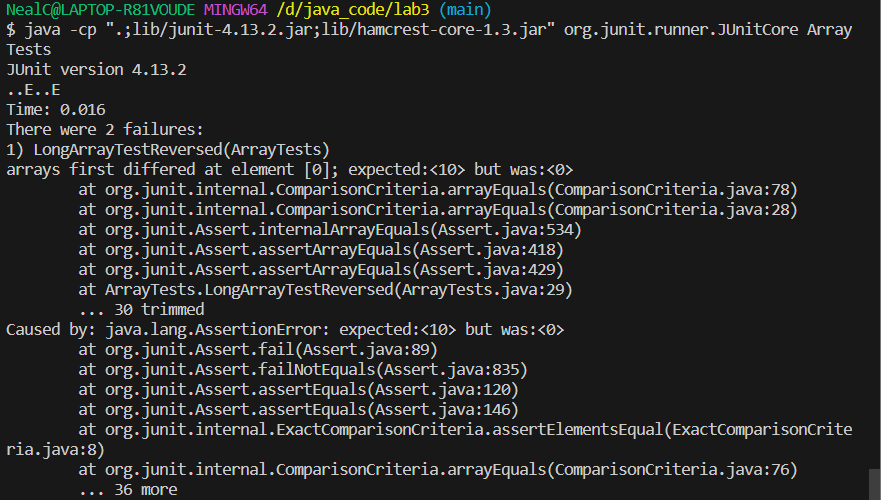 NealC@LAPTOP-R81VOUDE MINGW64 /d/java_code/lab3 (main)
$ java -cp ".;lib/junit-4.13.2.jar;lib/hamcrest-core-1.3.jar" org.junit.runner.JUnitCore Array
Tests
JUnit version 4.13.2
..E..E
Time: 0.016
There were 2 failures:
1) LongArrayTestReversed(ArrayTests)
arrays first differed at element [0]; expected:<10> but was:<0>
        at org.junit.internal.ComparisonCriteria.arrayEquals(ComparisonCriteria.java:78)
        at org.junit.internal.ComparisonCriteria.arrayEquals(ComparisonCriteria.java:28)
        at org.junit.Assert.internalArrayEquals(Assert.java:534)
        at org.junit.Assert.assertArrayEquals(Assert.java:418)
        at org.junit.Assert.assertArrayEquals(Assert.java:429)
        at ArrayTests.LongArrayTestReversed(ArrayTests.java:29)
        ... 30 trimmed
Caused by: java.lang.AssertionError: expected:<10> but was:<0>
        at org.junit.Assert.fail(Assert.java:89)
        at org.junit.Assert.failNotEquals(Assert.java:835)
        at org.junit.Assert.assertEquals(Assert.java:120)
        at org.junit.Assert.assertEquals(Assert.java:146)
        at org.junit.internal.ExactComparisonCriteria.assertElementsEqual(ExactComparisonCrite
ria.java:8)
        at org.junit.internal.ComparisonCriteria.arrayEquals(ComparisonCriteria.java:76)
        ... 36 more